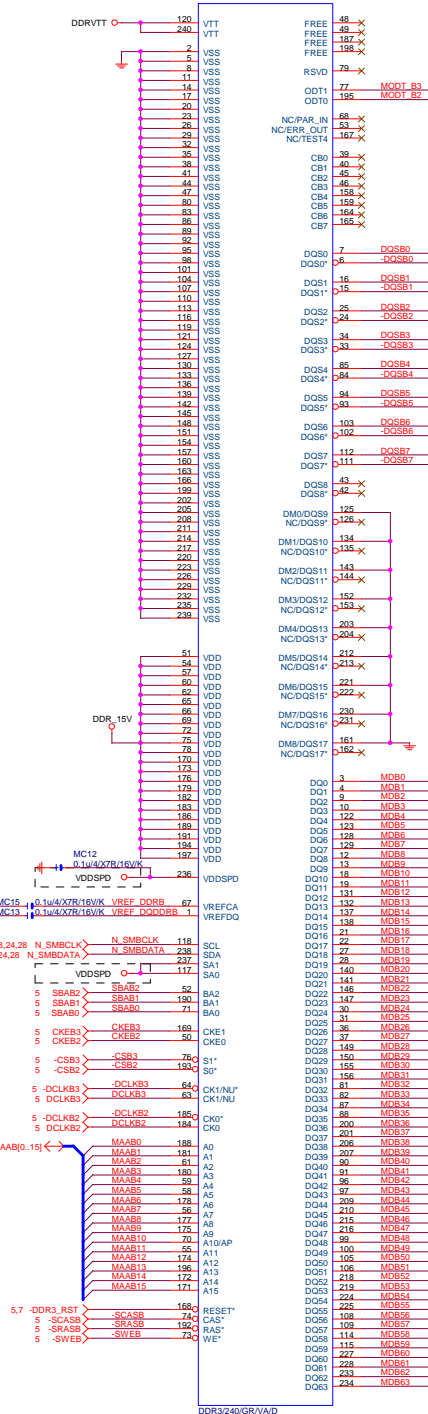 DDRVTT 120 VTT
240 VTT
2 VSS
5 VSS
8 VSS
11 VSS
14 VSS
17 VSS
20 VSS
23 VSS
26 VSS
29 VSS
32 VSS
35 VSS
38 VSS
41 VSS
44 VSS
47 VSS
80 VSS
83 VSS
86 VSS
89 VSS
92 VSS
95 VSS
98 VSS
101 VSS
104 VSS
107 VSS
110 VSS
113 VSS
116 VSS
119 VSS
121 VSS
124 VSS
127 VSS
130 VSS
133 VSS
136 VSS
139 VSS
142 VSS
145 VSS
148 VSS
151 VSS
154 VSS
157 VSS
160 VSS
163 VSS
166 VSS
199 VSS
202 VSS
205 VSS
208 VSS
211 VSS
214 VSS
217 VSS
220 VSS
223 VSS
226 VSS
229 VSS
232 VSS
235 VSS
239 VSS
51 VDD
54 VDD
57 VDD
60 VDD
62 VDD
65 VDD
66 VDD
69 VDD
DDR_15V
72 VDD
75 VDD
78 VDD
170 VDD
173 VDD
176 VDD
179 VDD
182 VDD
183 VDD
186 VDD
189 VDD
191 VDD
194 VDD
197 VDD
MC12
0.1u/4/X7R/16V/K
VDDSPD 236 VDDSPD
MC15 0.1u/4/X7R/16V/K VREF_DDRB 67 VREFCA
MC13 0.1u/4/X7R/16V/K VREF_DQDDRB 1 VREFDQ
24,28 N_SMBCLK N_SMBCLK 118 SCL
24,28 N_SMBDATA N_SMBDATA 238 SDA
237 SA1
VDDSPD 117 SA0
5 SBAB2 SBAB2 52 BA2
5 SBAB1 SBAB1 190 BA1
5 SBAB0 SBAB0 71 BA0
5 CKEB3 CKEB3 169 CKE1
5 CKEB2 CKEB2 50 CKE0
5 -CSB3 -CSB3 76 S1*
5 -CSB2 -CSB2 193 S0*
5 -DCLKB3 -DCLKB3 64 CK1/NU*
5 DCLKB3 DCLKB3 63 CK1/NU
5 -DCLKB2 -DCLKB2 185 CK0*
5 DCLKB2 DCLKB2 184 CK0
AAB[0..15] MAAB0 188 A0
MAAB1 181 A1
MAAB2 61 A2
MAAB3 180 A3
MAAB4 59 A4
MAAB5 58 A5
MAAB6 178 A6
MAAB7 56 A7
MAAB8 177 A8
MAAB9 175 A9
MAAB10 70 A10/AP
MAAB11 55 A11
MAAB12 174 A12
MAAB13 196 A13
MAAB14 172 A14
MAAB15 171 A15
5,7 -DDR3_RST 168 RESET*
5 -SCASB -SCASB 74 CAS*
5 -SRASB -SRASB 192 RAS*
5 -SWEB -SWEB 73 WE*
FREE 48
FREE 49
FREE 187
FREE 198
RSVD 79
ODT1 77 MODT_B3
ODT0 195 MODT_B2
NC/PAR_IN 68
NC/ERR_OUT 53
NC/TEST4 167
CB0 39
CB1 40
CB2 45
CB3 46
CB4 158
CB5 159
CB6 164
CB7 165
DQS0 7 DQSB0
DQS0* 6 -DQSB0
DQS1 16 DQSB1
DQS1* 15 -DQSB1
DQS2 25 DQSB2
DQS2* 24 -DQSB2
DQS3 34 DQSB3
DQS3* 33 -DQSB3
DQS4 85 DQSB4
DQS4* 84 -DQSB4
DQS5 94 DQSB5
DQS5* 93 -DQSB5
DQS6 103 DQSB6
DQS6* 102 -DQSB6
DQS7 112 DQSB7
DQS7* 111 -DQSB7
DQS8 43
DQS8* 42
DM0/DQS9 125
NC/DQS9* 126
DM1/DQS10 134
NC/DQS10* 135
DM2/DQS11 143
NC/DQS11* 144
DM3/DQS12 152
NC/DQS12* 153
DM4/DQS13 203
NC/DQS13* 204
DM5/DQS14 212
NC/DQS14* 213
DM6/DQS15 221
NC/DQS15* 222
DM7/DQS16 230
NC/DQS16* 231
DM8/DQS17 161
NC/DQS17* 162
DQ0 3 MDB0
DQ1 4 MDB1
DQ2 9 MDB2
DQ3 10 MDB3
DQ4 122 MDB4
DQ5 123 MDB5
DQ6 128 MDB6
DQ7 129 MDB7
DQ8 12 MDB8
DQ9 13 MDB9
DQ10 18 MDB10
DQ11 19 MDB11
DQ12 131 MDB12
DQ13 132 MDB13
DQ14 137 MDB14
DQ15 138 MDB15
DQ16 21 MDB16
DQ17 22 MDB17
DQ18 27 MDB18
DQ19 28 MDB19
DQ20 140 MDB20
DQ21 141 MDB21
DQ22 146 MDB22
DQ23 147 MDB23
DQ24 30 MDB24
DQ25 31 MDB25
DQ26 36 MDB26
DQ27 37 MDB27
DQ28 149 MDB28
DQ29 150 MDB29
DQ30 155 MDB30
DQ31 156 MDB31
DQ32 81 MDB32
DQ33 82 MDB33
DQ34 87 MDB34
DQ35 88 MDB35
DQ36 200 MDB36
DQ37 201 MDB37
DQ38 206 MDB38
DQ39 207 MDB39
DQ40 90 MDB40
DQ41 91 MDB41
DQ42 96 MDB42
DQ43 97 MDB43
DQ44 209 MDB44
DQ45 210 MDB45
DQ46 215 MDB46
DQ47 216 MDB47
DQ48 99 MDB48
DQ49 100 MDB49
DQ50 105 MDB50
DQ51 106 MDB51
DQ52 218 MDB52
DQ53 219 MDB53
DQ54 224 MDB54
DQ55 225 MDB55
DQ56 108 MDB56
DQ57 109 MDB57
DQ58 114 MDB58
DQ59 115 MDB59
DQ60 227 MDB60
DQ61 228 MDB61
DQ62 233 MDB62
DQ63 234 MDB63
DDR3/240/GR/VA/D